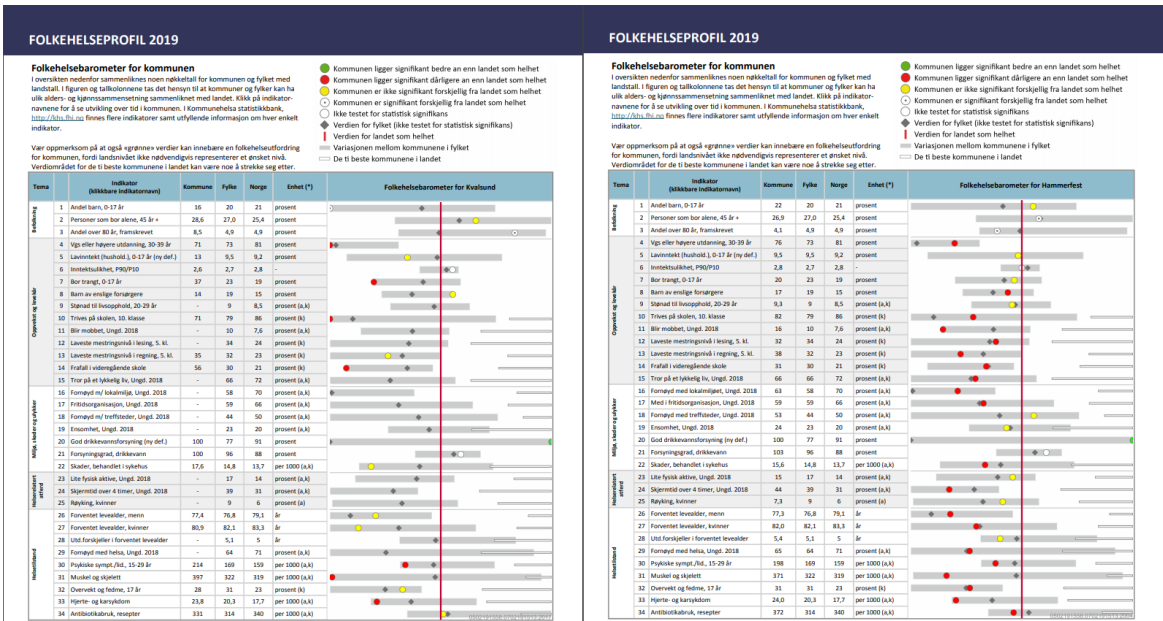 FOLKEHELSEPROFIL 2019
Folkehelsebarometer for kommunen
I oversikten nedenfor sammenliknes noen nøkkeltall for kommunen og fylket med
landstall. I figuren og tallkolonnene tas det hensyn til at kommuner og fylker kan ha
ulik alders- og kjønnssammensetning sammenliknet med landet. Klikk på indikator-
navnene for å se utvikling over tid i kommunen. I Kommunehelsa statistikkbank,
http://khs.fhi.no finnes flere indikatorer samt utfyllende informasjon om hver enkelt
indikator.
Vær oppmerksom på at også «grønne» verdier kan innebære en folkehelseutfordring
for kommunen, fordi landsnivået ikke nødvendigvis representerer et ønsket nivå.
Verdiområdet for de ti beste kommunene i landet kan være noe å strekke seg etter.
Kommunen ligger signifikant bedre an enn landet som helhet
Kommunen ligger signifikant dårligere an enn landet som helhet
Kommunen er ikke signifikant forskjellig fra landet som helhet
Kommunen er signifikant forskjellig fra landet som helhet
Ikke testet for statistisk signifikans
Verdien for fylket (ikke testet for statistisk signifikans)
Verdien for landet som helhet
Variasjonen mellom kommunene i fylket
De ti beste kommunene i landet
Tema Indikator (klikkbare indikatornavn) Kommune Fylke Norge Enhet (*) Folkehelsebarometer for Kvalsund
Befolkning
1 Andel barn, 0-17 år 16 20 21 prosent
2 Personer som bor alene, 45 år + 28,6 27,0 25,4 prosent
3 Andel over 80 år, framskrevet 8,5 4,9 4,9 prosent
Oppvekst og levekår
4 Vgs eller høyere utdanning, 30-39 år 71 73 81 prosent
5 Lavinntekt (hushold.), 0-17 år (ny def.) 13 9,5 9,2 prosent
6 Inntektsulikhet, P90/P10 2,6 2,7 2,8 -
7 Bor trangt, 0-17 år 37 23 19 prosent
8 Barn av enslige forsørgere 14 19 15 prosent
9 Stønad til livsopphold, 20-29 år - 9 8,5 prosent (a,k)
10 Trives på skolen, 10. klasse 71 79 86 prosent (k)
11 Blir mobbet, Ungd. 2018 - 10 7,6 prosent (a,k)
12 Laveste mestringsnivå i lesing, 5. kl. - 34 24 prosent (k)
13 Laveste mestringsnivå i regning, 5. kl. 35 32 23 prosent (k)
14 Frafall i videregående skole 56 30 21 prosent (k)
15 Tror på et lykkelig liv, Ungd. 2018 - 66 72 prosent (a,k)
Miljø, skader og ulykker
16 Fornøyd m/ lokalmiljø, Ungd. 2018 - 58 70 prosent (a,k)
17 Fritidsorganisasjon, Ungd. 2018 - 59 66 prosent (a,k)
18 Fornøyd m/ treffsteder, Ungd. 2018 - 44 50 prosent (a,k)
19 Ensomhet, Ungd. 2018 - 23 20 prosent (a,k)
20 God drikkevannsforsyning (ny def.) 100 77 91 prosent
21 Forsyningsgrad, drikkevann 100 96 88 prosent
22 Skader, behandlet i sykehus 17,6 14,8 13,7 per 1000 (a,k)
Helserelatert atferd
23 Lite fysisk aktive, Ungd. 2018 - 17 14 prosent (a,k)
24 Skjermtid over 4 timer, Ungd. 2018 - 39 31 prosent (a,k)
25 Røyking, kvinner - 9 6 prosent (a)
Helsetilstand
26 Forventet levealder, menn 77,4 76,8 79,1 år
27 Forventet levealder, kvinner 80,9 82,1 83,3 år
28 Utd.forskjeller i forventet levealder - 5,1 5 år
29 Fornøyd med helsa, Ungd. 2018 - 64 71 prosent (a,k)
30 Psykiske sympt./lid., 15-29 år 214 169 159 per 1000 (a,k)
31 Muskel og skjelett 397 322 319 per 1000 (a,k)
32 Overvekt og fedme, 17 år 28 31 23 prosent (k)
33 Hjerte- og karsykdom 23,8 20,3 17,7 per 1000 (a,k)
34 Antibiotikabruk, resepter 331 314 340 per 1000 (a,k)
FOLKEHELSEPROFIL 2019
Folkehelsebarometer for kommunen
I oversikten nedenfor sammenliknes noen nøkkeltall for kommunen og fylket med
landstall. I figuren og tallkolonnene tas det hensyn til at kommuner og fylker kan ha
ulik alders- og kjønnssammensetning sammenliknet med landet. Klikk på indikator-
navnene for å se utvikling over tid i kommunen. I Kommunehelsa statistikkbank,
http://khs.fhi.no finnes flere indikatorer samt utfyllende informasjon om hver enkelt
indikator.
Vær oppmerksom på at også «grønne» verdier kan innebære en folkehelseutfordring
for kommunen, fordi landsnivået ikke nødvendigvis representerer et ønsket nivå.
Verdiområdet for de ti beste kommunene i landet kan være noe å strekke seg etter.
Kommunen ligger signifikant bedre an enn landet som helhet
Kommunen ligger signifikant dårligere an enn landet som helhet
Kommunen er ikke signifikant forskjellig fra landet som helhet
Kommunen er signifikant forskjellig fra landet som helhet
Ikke testet for statistisk signifikans
Verdien for fylket (ikke testet for statistisk signifikans)
Verdien for landet som helhet
Variasjonen mellom kommunene i fylket
De ti beste kommunene i landet
Tema Indikator (klikkbare indikatornavn) Kommune Fylke Norge Enhet (*) Folkehelsebarometer for Hammerfest
Befolkning
1 Andel barn, 0-17 år 22 20 21 prosent
2 Personer som bor alene, 45 år + 26,9 27,0 25,4 prosent
3 Andel over 80 år, framskrevet 4,1 4,9 4,9 prosent
Oppvekst og levekår
4 Vgs eller høyere utdanning, 30-39 år 76 73 81 prosent
5 Lavinntekt (hushold.), 0-17 år (ny def.) 9,5 9,5 9,2 prosent
6 Inntektsulikhet, P90/P10 2,8 2,7 2,8 -
7 Bor trangt, 0-17 år 20 23 19 prosent
8 Barn av enslige forsørgere 17 19 15 prosent
9 Stønad til livsopphold, 20-29 år 9,3 9 8,5 prosent (a,k)
10 Trives på skolen, 10. klasse 82 79 86 prosent (k)
11 Blir mobbet, Ungd. 2018 16 10 7,6 prosent (a,k)
12 Laveste mestringsnivå i lesing, 5. kl. 32 34 24 prosent (k)
13 Laveste mestringsnivå i regning, 5. kl. 38 32 23 prosent (k)
14 Frafall i videregående skole 31 30 21 prosent (k)
15 Tror på et lykkelig liv, Ungd. 2018 66 66 72 prosent (a,k)
Miljø, skader og ulykker
16 Fornøyd med lokalmiljøet, Ungd. 2018 63 58 70 prosent (a,k)
17 Med i fritidsorganisasjon, Ungd. 2018 59 59 66 prosent (a,k)
18 Fornøyd med treffsteder, Ungd. 2018 53 44 50 prosent (a,k)
19 Ensomhet, Ungd. 2018 24 23 20 prosent (a,k)
20 God drikkevannsforsyning (ny def.) 100 77 91 prosent
21 Forsyningsgrad, drikkevann 103 96 88 prosent
22 Skader, behandlet i sykehus 15,6 14,8 13,7 per 1000 (a,k)
Helserelatert atferd
23 Lite fysisk aktive, Ungd. 2018 15 17 14 prosent (a,k)
24 Skjermtid over 4 timer, Ungd. 2018 44 39 31 prosent (a,k)
25 Røyking, kvinner 7,3 9 6 prosent (a)
Helsetilstand
26 Forventet levealder, menn 77,3 76,8 79,1 år
27 Forventet levealder, kvinner 82,0 82,1 83,3 år
28 Utd.forskjeller i forventet levealder 5,4 5,1 5 år
29 Fornøyd med helsa, Ungd. 2018 65 64 71 prosent (a,k)
30 Psykiske sympt./lid., 15-29 år 198 169 159 per 1000 (a,k)
31 Muskel og skjelett 371 322 319 per 1000 (a,k)
32 Overvekt og fedme, 17 år 31 31 23 prosent (k)
33 Hjerte- og karsykdom 24,0 20,3 17,7 per 1000 (a,k)
34 Antibiotikabruk, resepter 372 314 340 per 1000 (a,k)